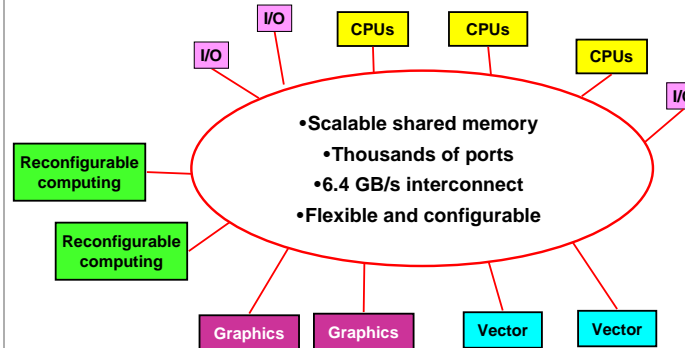 I/O
I/O
CPUs
CPUs
CPUs
I/O
•Scalable shared memory
•Thousands of ports
•6.4 GB/s interconnect
•Flexible and configurable
Reconfigurable
computing
Reconfigurable
computing
Graphics
Graphics
Vector
Vector